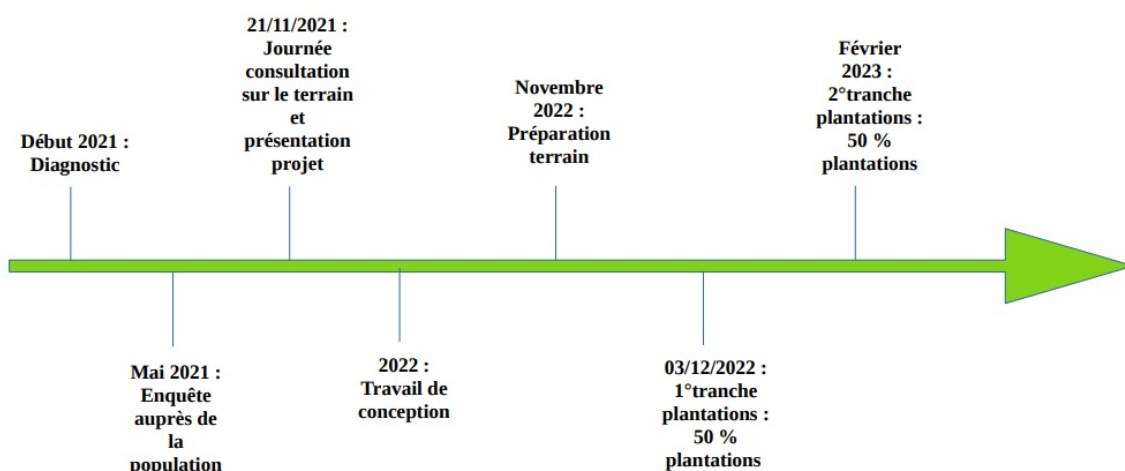 Début 2021 :
Diagnostic
Mai 2021 :
Enquête
auprès de
la
population
21/11/2021 :
Journée
consultation
sur le terrain
et
présentation
projet
2022 :
Travail de
conception
Novembre
2022 :
Préparation
terrain
03/12/2022 :
1°tranche
plantations :
50 %
plantations
Février
2023 :
2°tranche
plantations :
50 %
plantations